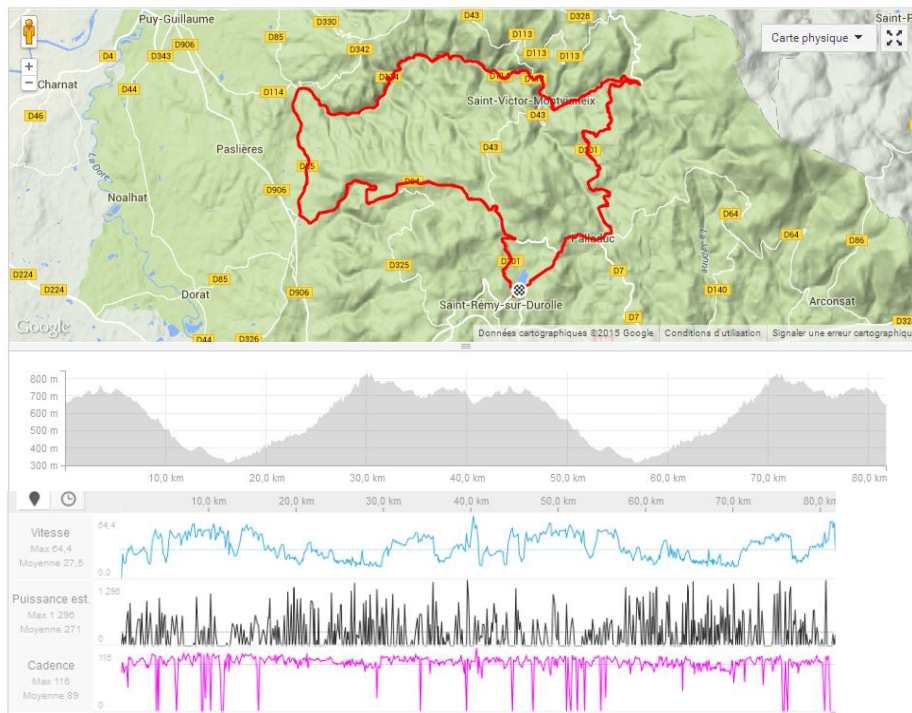 Puy-Guillaume
D330
D43
D328
Saint-P
D113
D85
D342
D113
D4
D343
D906
D113
Carte physique
+
−
Charnat
D44
D114
Saint-Victor-Montvianeix
D46
D43
La Dore
Paslières
D43
D201
D85
D64
D906
Noalhat
D64
Palladuc
D64
D86
D224
D325
D201
D7
D85
D224
Dorat
D906
D140
Arconsat
Saint-Rémy-sur-Durolle
D7
D32
D44
D326
Google
Données cartographiques ©2015 Google
Conditions d'utilisation
Signaler une erreur cartographiqu
800 m
700 m
600 m
500 m
400 m
300 m
10,0 km 20,0 km 30,0 km 40,0 km 50,0 km 60,0 km 70,0 km 80,0 km
10,0 km 20,0 km 30,0 km 40,0 km 50,0 km 60,0 km 70,0 km 80,0 km
Vitesse
Max 64,4
Moyenne 27,5
64,4
0.0
Puissance est.
Max 1 296
Moyenne 271
1 296
0
Cadence
Max 116
Moyenne 89
116
0